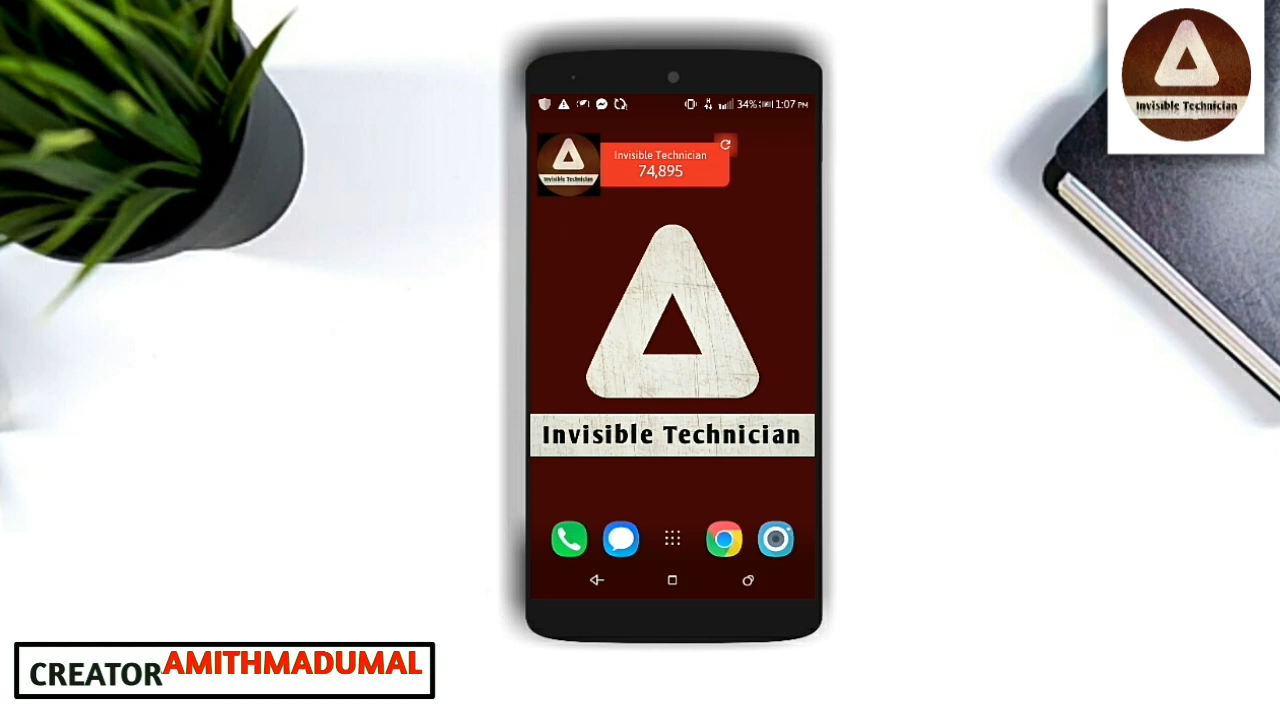 Invisible Technician
34%
1:07 PM
Invisible Technician
74,895
Invisible Technician
Invisible Technician
CREATOR AMITHMADUMAL